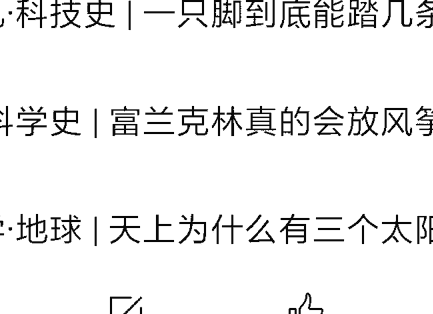 ·科技史 | 一只脚到底能踏几条
科学史 | 富兰克林真的会放风筝
·地球 | 天上为什么有三个太阳